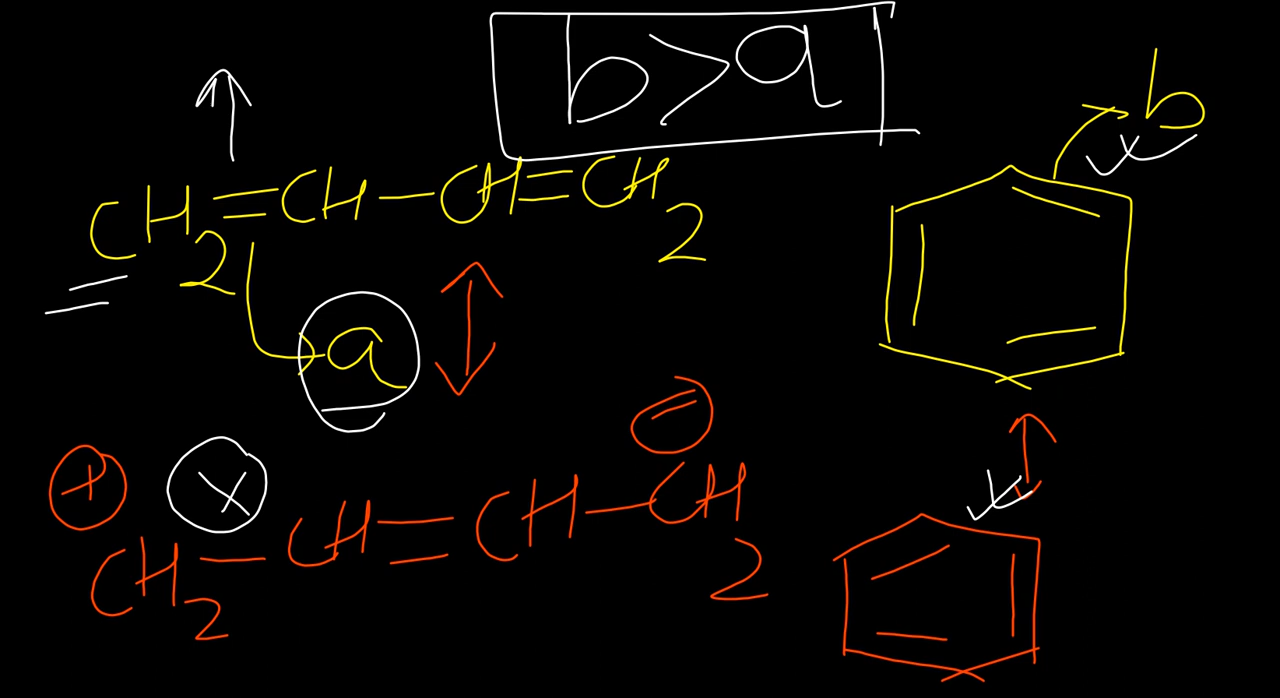 b>a
b
CH2=CH-CH=CH2
a
+ x =
CH2-CH=CH-CH2